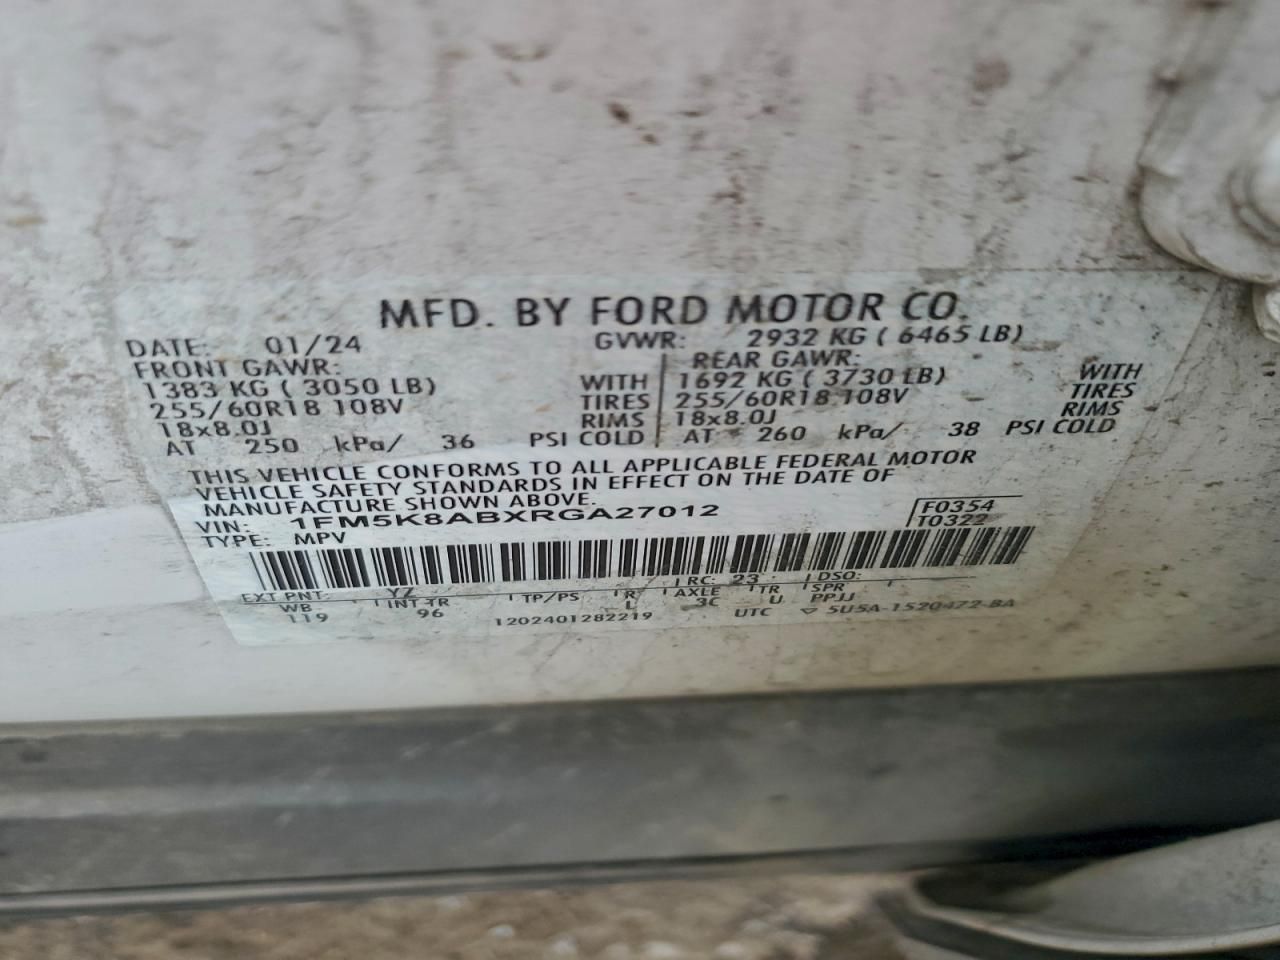 MFD. BY FORD MOTOR CO.
DATE: 01/24 GVWR: 2932 KG ( 6465 LB)
FRONT GAWR: REAR GAWR:
1383 KG ( 3050 LB) WITH 1692 KG ( 3730 LB) WITH
255/60R18 108V TIRES 255/60R18 108V TIRES
18x8.0J RIMS 18x8.0J RIMS
AT 250 kPa/ 36 PSI COLD AT 260 kPa/ 38 PSI COLD
THIS VEHICLE CONFORMS TO ALL APPLICABLE FEDERAL MOTOR
VEHICLE SAFETY STANDARDS IN EFFECT ON THE DATE OF
MANUFACTURE SHOWN ABOVE.
VIN: 1FM5K8ABXRGA27012 F0354
TYPE: MPV T0322
EXT PNT: YZ RC: 23 DSO:
WB INT TR TP/PS R AXLE TR SPR
119 96 L 3C U PPJJ
1202401282219 UTC ▽ 5U5A-1520472-BA